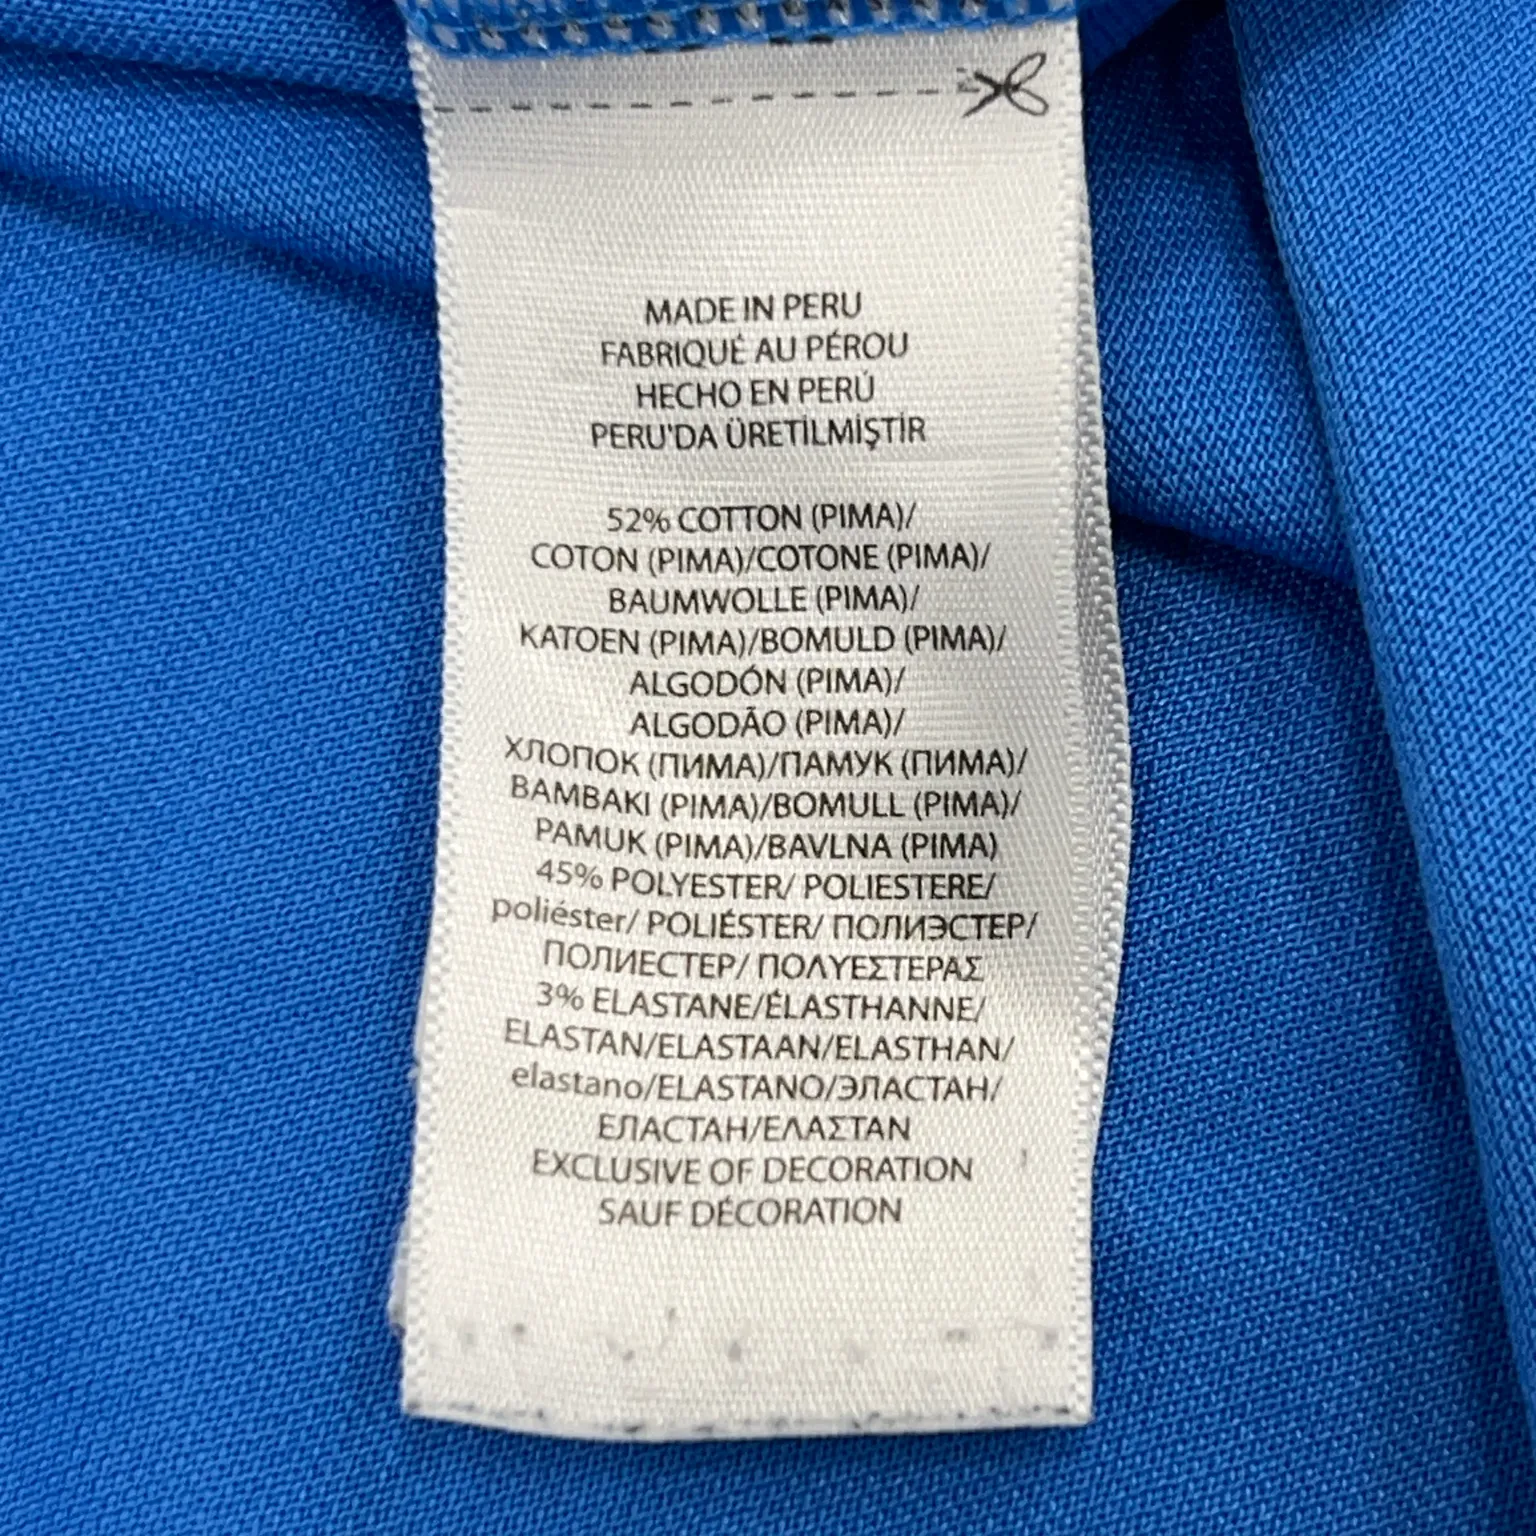 MADE IN PERU
FABRIQUÉ AU PÉROU
HECHO EN PERÚ
PERU'DA ÜRETİLMİŞTİR
52% COTTON (PIMA)/
COTON (PIMA)/COTONE (PIMA)/
BAUMWOLLE (PIMA)/
KATOEN (PIMA)/BOMULD (PIMA)/
ALGODÓN (PIMA)/
ALGODÃO (PIMA)/
ХЛОПОК (ПИМА)/ПАМУК (ПИМА)/
BAMBAKI (PIMA)/BOMULL (PIMA)/
PAMUK (PIMA)/BAVLNA (PIMA)
45% POLYESTER/ POLIESTERE/
poliéster/ POLIÉSTER/ ПОЛИЭСТЕР/
ПОЛИЕСТЕР/ ΠΟΛΥΕΣΤΕΡΑΣ
3% ELASTANE/ÉLASTHANNE/
ELASTAN/ELASTAAN/ELASTHAN/
elastano/ELASTANO/ЭЛАСТАН/
ЕЛАСТАН/ΕΛΑΣΤΑΝ
EXCLUSIVE OF DECORATION
SAUF DÉCORATION